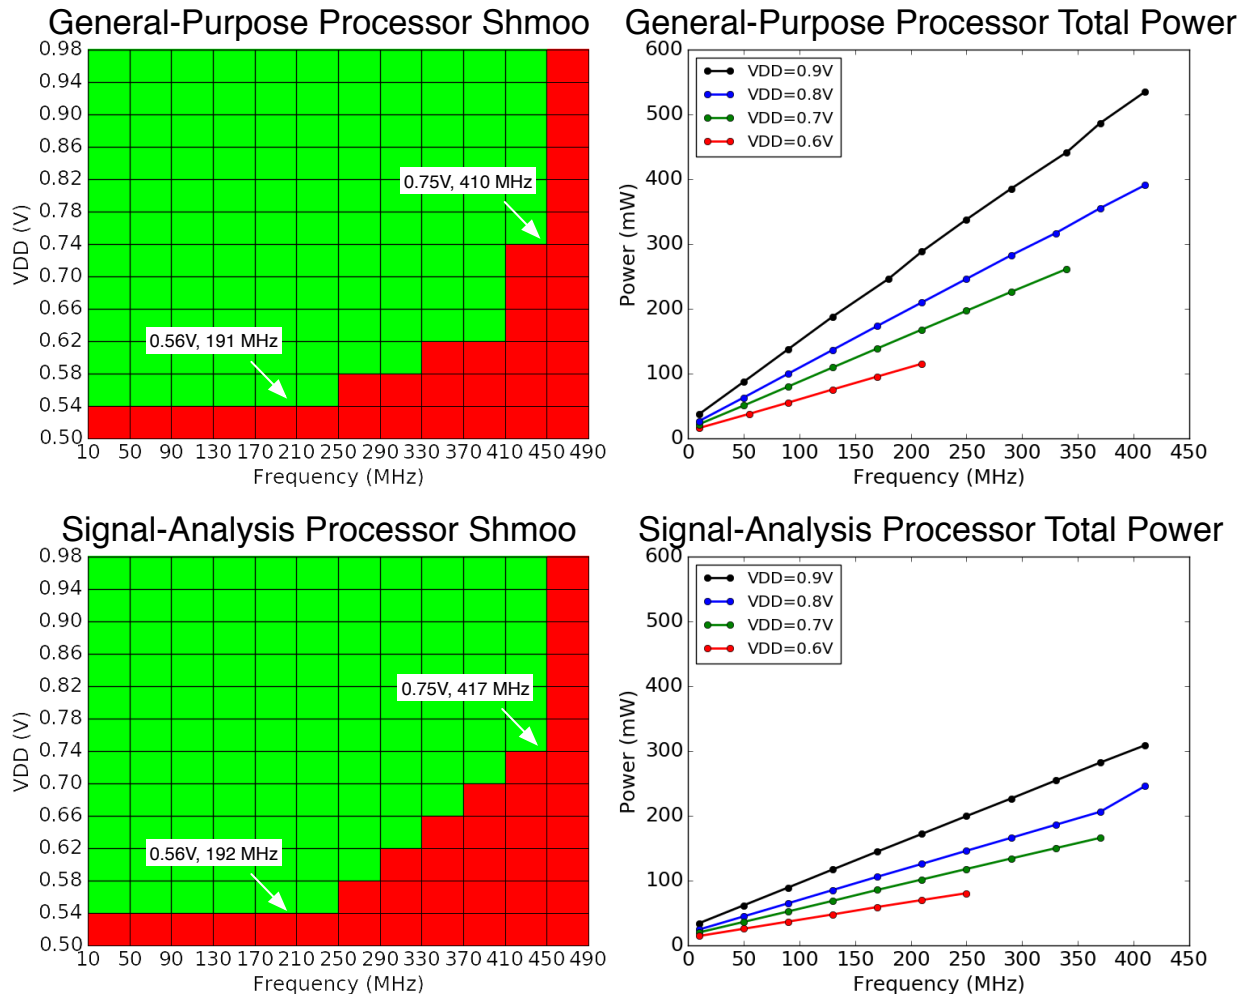 General-Purpose Processor Shmoo
0.98
0.94
0.90
0.86
0.82
0.78
0.74
0.70
0.66
0.62
0.58
0.54
0.50
VDD (V)
0.75V, 410 MHz
0.56V, 191 MHz
10 50 90 130 170 210 250 290 330 370 410 450 490
Frequency (MHz)
General-Purpose Processor Total Power
600
500
400
300
200
100
0
Power (mW)
VDD=0.9V
VDD=0.8V
VDD=0.7V
VDD=0.6V
0 50 100 150 200 250 300 350 400 450
Frequency (MHz)
Signal-Analysis Processor Shmoo
0.98
0.94
0.90
0.86
0.82
0.78
0.74
0.70
0.66
0.62
0.58
0.54
0.50
VDD (V)
0.75V, 417 MHz
0.56V, 192 MHz
10 50 90 130 170 210 250 290 330 370 410 450 490
Frequency (MHz)
Signal-Analysis Processor Total Power
600
500
400
300
200
100
0
Power (mW)
VDD=0.9V
VDD=0.8V
VDD=0.7V
VDD=0.6V
0 50 100 150 200 250 300 350 400 450
Frequency (MHz)